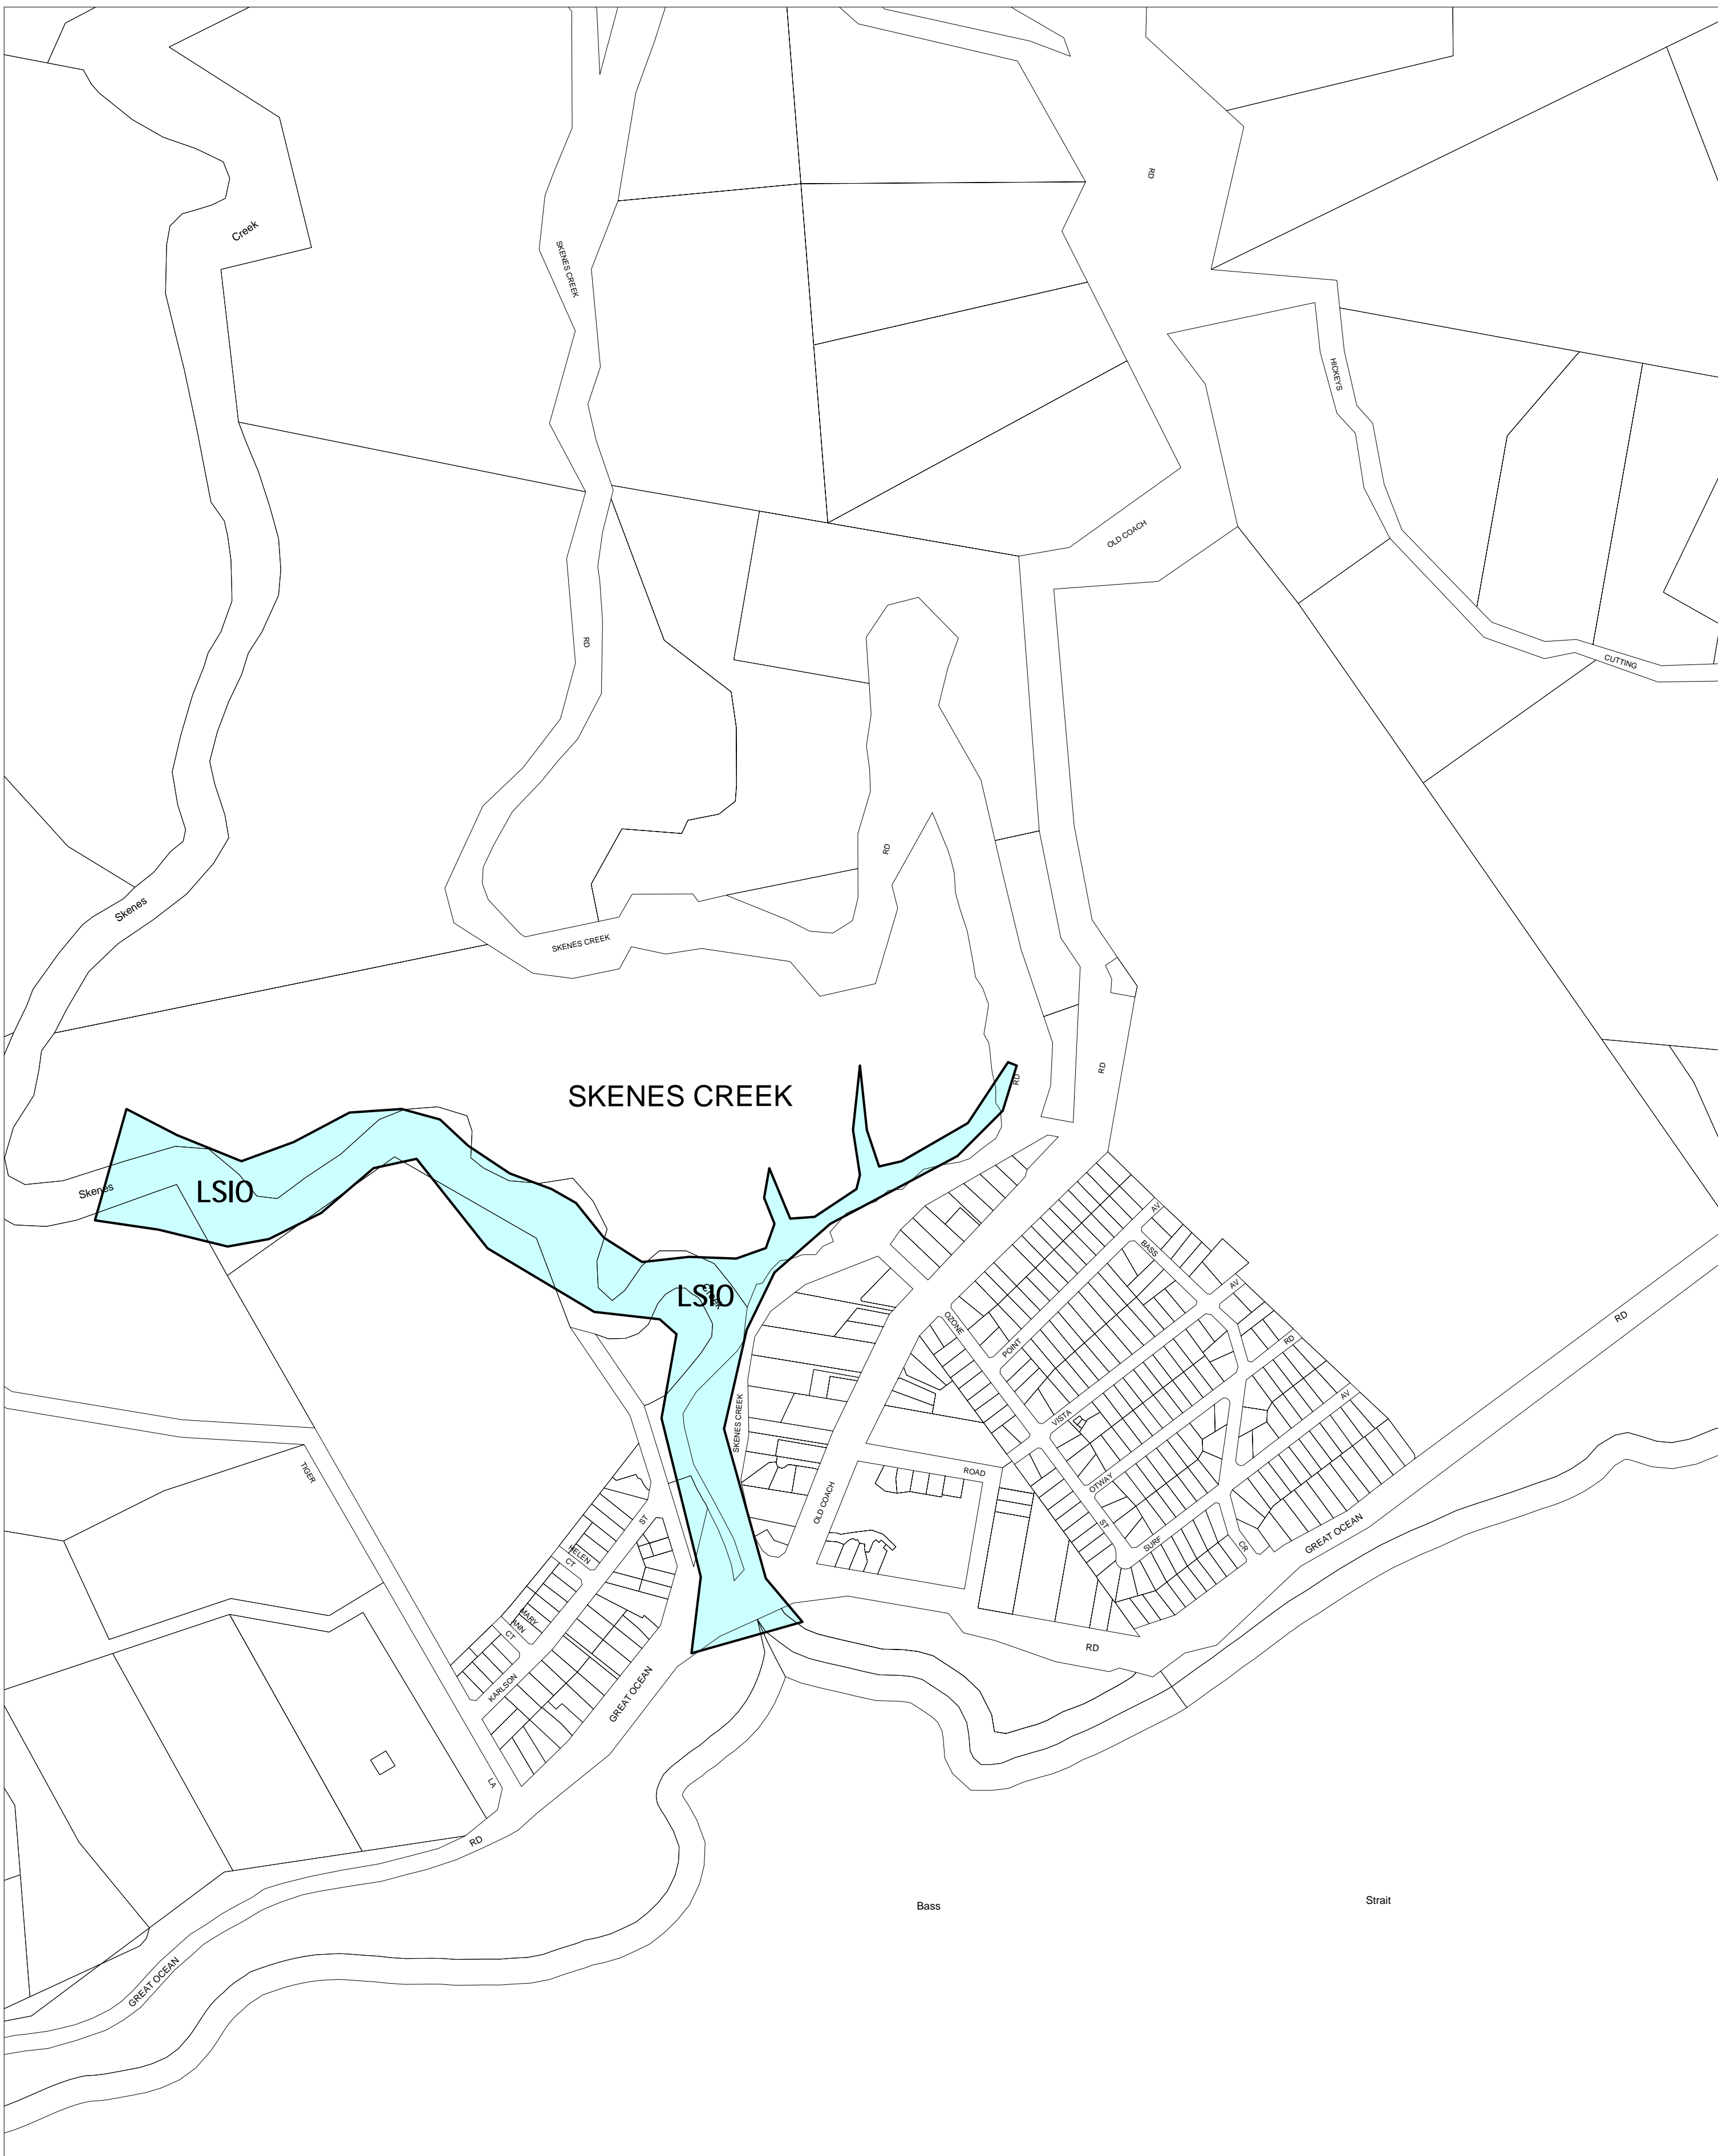 RD
Creek
SKENES CREEK
HICKEYS
OLD COACH
RD
CUTTING
RD
Skenes
SKENES CREEK
RD
RD
SKENES CREEK
Skenes
LSIO
AV
BASS
AV
LSIO
OZONE
RD
RD
POINT
AV
SKENES CREEK
VISTA
TIGER
ROAD
OTWAY
OLD COACH
ST
ST
GREAT OCEAN
SURF
CR
HELEN
CT
MARY
ANN
CT
RD
KARLSON
GREAT OCEAN
LA
RD
Bass
Strait
GREAT OCEAN